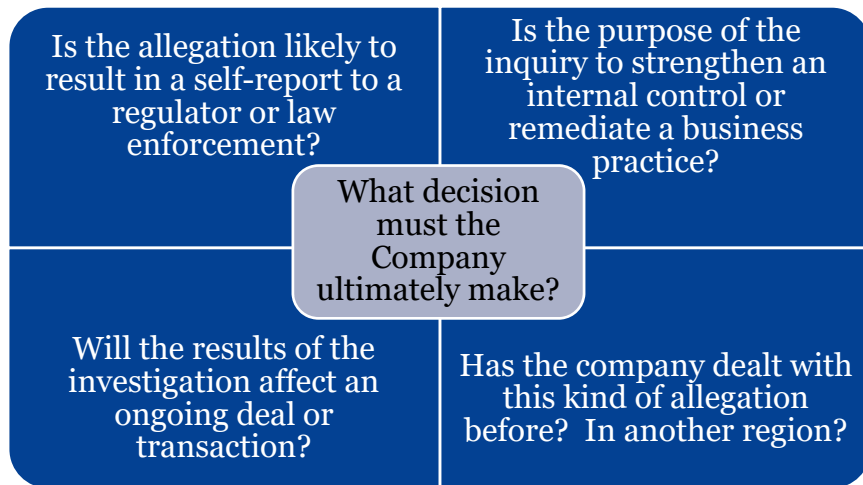 Is the allegation likely to
result in a self-report to a
regulator or law
enforcement?
Is the purpose of the
inquiry to strengthen an
internal control or
remediate a business
practice?
What decision
must the
Company
ultimately make?
Will the results of the
investigation affect an
ongoing deal or
transaction?
Has the company dealt with
this kind of allegation
before?  In another region?